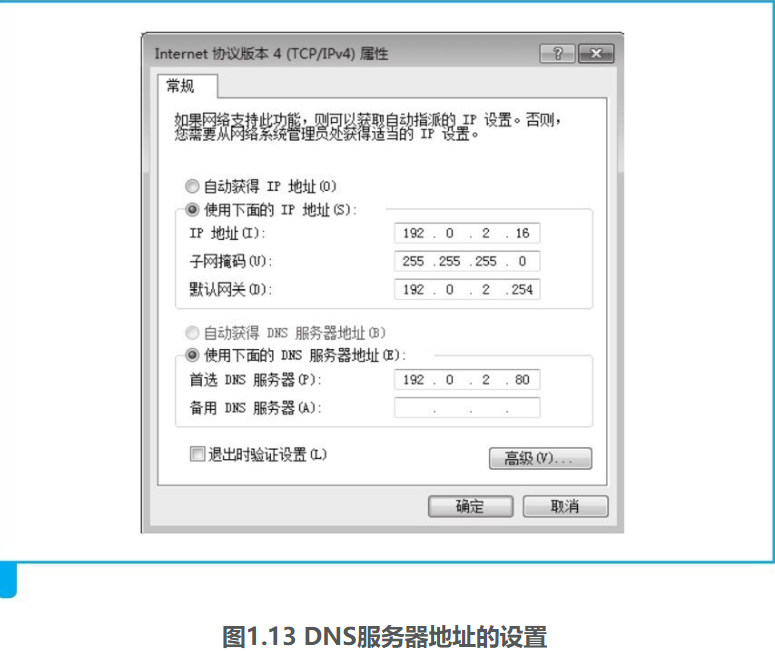 Internet 协议版本 4 (TCP/IPv4) 属性
常规
如果网络支持此功能，则可以获取自动指派的 IP 设置。否则，
您需要从网络系统管理员处获得适当的 IP 设置。
自动获得 IP 地址(O)
使用下面的 IP 地址(S):
IP 地址(I): 192 . 0 . 2 . 16
子网掩码(U): 255 .255 .255 . 0
默认网关(D): 192 . 0 . 2 .254
自动获得 DNS 服务器地址(B)
使用下面的 DNS 服务器地址(E):
首选 DNS 服务器(P): 192 . 0 . 2 . 80
备用 DNS 服务器(A): . . .
退出时验证设置(L)
高级(V)...
确定 取消
图1.13 DNS服务器地址的设置